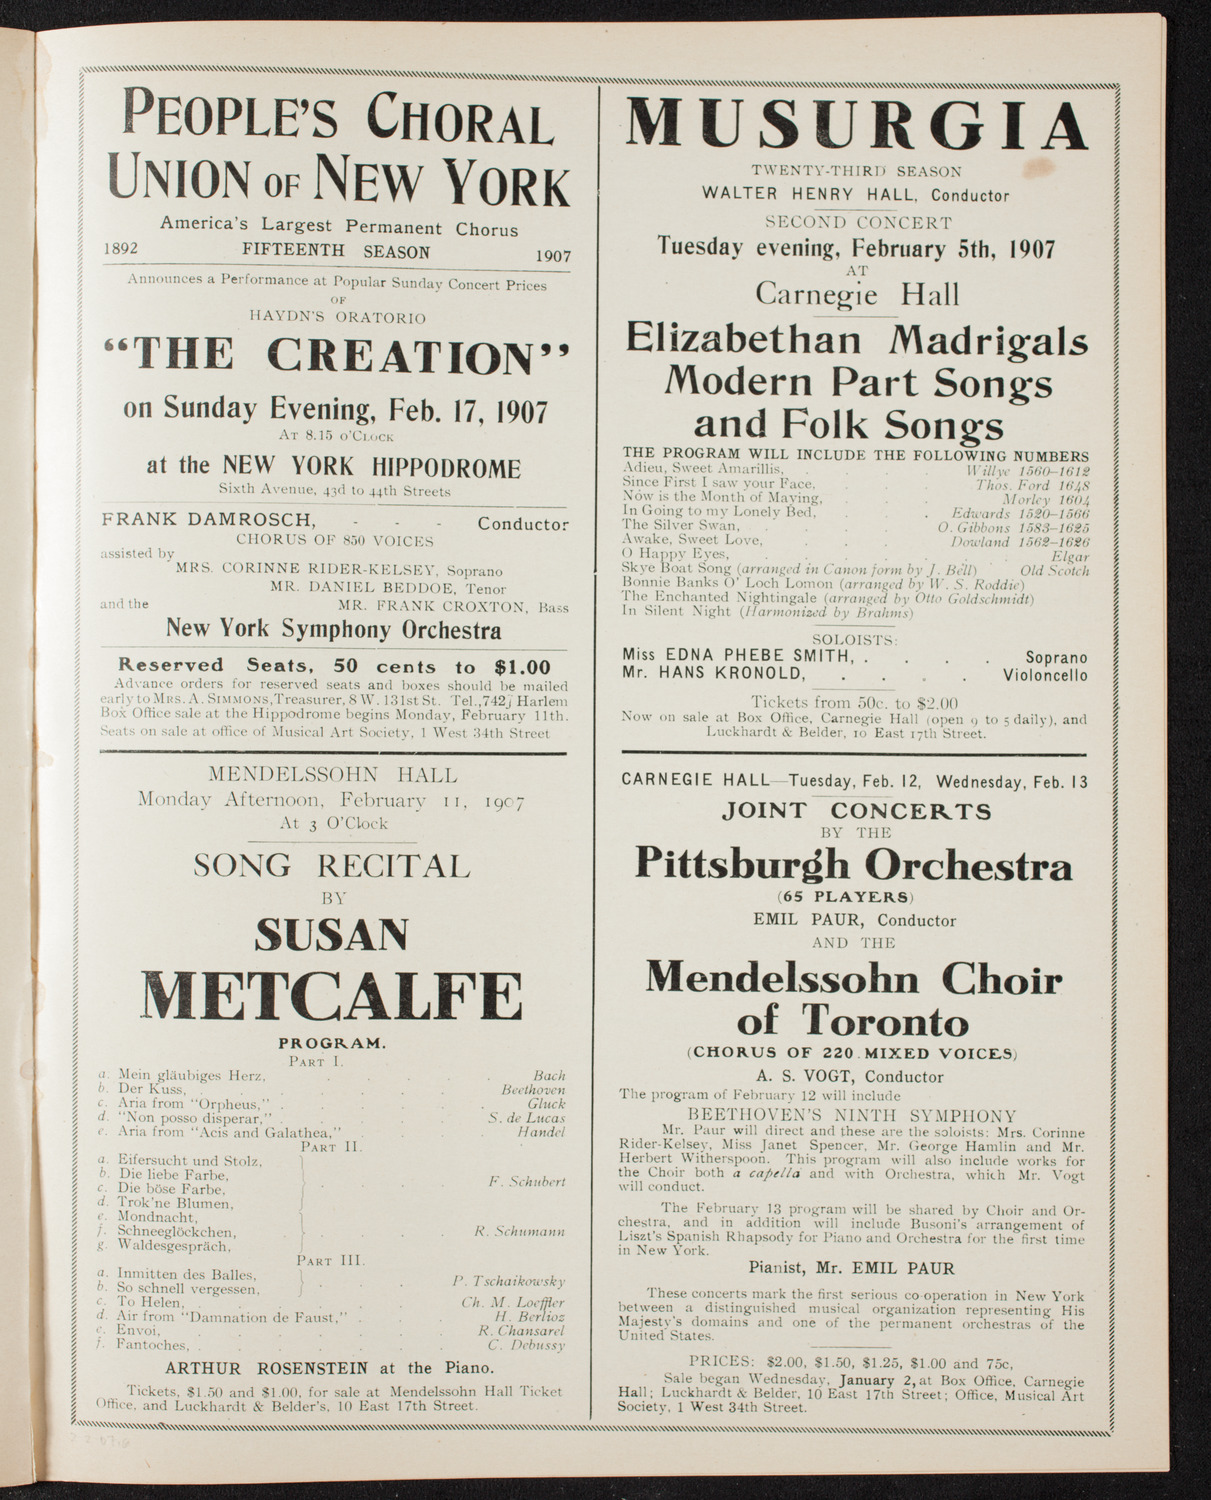 PEOPLE'S CHORAL
UNION OF NEW YORK
America's Largest Permanent Chorus
1892 FIFTEENTH SEASON 1907
Announces a Performance at Popular Sunday Concert Prices
OF
HAYDN'S ORATORIO
"THE CREATION"
on Sunday Evening, Feb. 17, 1907
AT 8.15 O'CLOCK
at the NEW YORK HIPPODROME
Sixth Avenue, 43d to 44th Streets
FRANK DAMROSCH, - - - Conductor
CHORUS OF 850 VOICES
assisted by
MRS. CORINNE RIDER-KELSEY, Soprano
MR. DANIEL BEDDOE, Tenor
and the MR. FRANK CROXTON, Bass
New York Symphony Orchestra
Reserved Seats, 50 cents to $1.00
Advance orders for reserved seats and boxes should be mailed
early to MRS. A. SIMMONS, Treasurer, 8 W. 131st St. Tel., 742j Harlem
Box Office sale at the Hippodrome begins Monday, February 11th.
Seats on sale at office of Musical Art Society, 1 West 34th Street
MENDELSSOHN HALL
Monday Afternoon, February 11, 1907
At 3 O'Clock
SONG RECITAL
BY
SUSAN
METCALFE
PROGRAM.
PART I.
a. Mein gläubiges Herz, . . . . Bach
b. Der Kuss, . . . . . . Beethoven
c. Aria from "Orpheus," . . . . . Gluck
d. "Non posso disperar," . . . . S. de Lucas
e. Aria from "Acis and Galathea," . . . Handel
PART II.
a. Eifersucht und Stolz,
b. Die liebe Farbe,
c. Die böse Farbe, . . . F. Schubert
d. Trok'ne Blumen,
e. Mondnacht,
f. Schneeglöckchen, . . . R. Schumann
g. Waldesgespräch,
PART III.
a. Inmitten des Balles,
b. So schnell vergessen, . . . P. Tschaikowsky
c. To Helen, . . . . . Ch. M. Loeffler
d. Air from "Damnation de Faust," . . . H. Berlioz
e. Envoi, . . . . . . R. Chansarel
f. Fantoches, . . . . . . C. Debussy
ARTHUR ROSENSTEIN at the Piano.
Tickets, $1.50 and $1.00, for sale at Mendelssohn Hall Ticket
Office, and Luckhardt & Belder's, 10 East 17th Street.
MUSURGIA
TWENTY-THIRD SEASON
WALTER HENRY HALL, Conductor
SECOND CONCERT
Tuesday evening, February 5th, 1907
AT
Carnegie Hall
Elizabethan Madrigals
Modern Part Songs
and Folk Songs
THE PROGRAM WILL INCLUDE THE FOLLOWING NUMBERS
Adieu, Sweet Amarillis, . . . . Willye 1560–1612
Since First I saw your Face, . . . Thos. Ford 1648
Now is the Month of Maying, . . . Morley 1604
In Going to my Lonely Bed, . . . Edwards 1520–1566
The Silver Swan, . . . . O. Gibbons 1583–1625
Awake, Sweet Love, . . . . Dowland 1562–1626
O Happy Eyes, . . . . . Elgar
Skye Boat Song (arranged in Canon form by J. Bell) Old Scotch
Bonnie Banks O' Loch Lomon (arranged by W. S. Roddie)
The Enchanted Nightingale (arranged by Otto Goldschmidt)
In Silent Night (Harmonized by Brahms)
SOLOISTS:
Miss EDNA PHEBE SMITH, . . . . Soprano
Mr. HANS KRONOLD, . . . . Violoncello
Tickets from 50c. to $2.00
Now on sale at Box Office, Carnegie Hall (open 9 to 5 daily), and
Luckhardt & Belder, 10 East 17th Street.
CARNEGIE HALL—Tuesday, Feb. 12, Wednesday, Feb. 13
JOINT CONCERTS
BY THE
Pittsburgh Orchestra
(65 PLAYERS)
EMIL PAUR, Conductor
AND THE
Mendelssohn Choir
of Toronto
(CHORUS OF 220 MIXED VOICES)
A. S. VOGT, Conductor
The program of February 12 will include
BEETHOVEN'S NINTH SYMPHONY
Mr. Paur will direct and these are the soloists: Mrs. Corinne
Rider-Kelsey, Miss Janet Spencer, Mr. George Hamlin and Mr.
Herbert Witherspoon. This program will also include works for
the Choir both a capella and with Orchestra, which Mr. Vogt
will conduct.
The February 13 program will be shared by Choir and Or-
chestra, and in addition will include Busoni's arrangement of
Liszt's Spanish Rhapsody for Piano and Orchestra for the first time
in New York.
Pianist, Mr. EMIL PAUR
These concerts mark the first serious co-operation in New York
between a distinguished musical organization representing His
Majesty's domains and one of the permanent orchestras of the
United States.
PRICES: $2.00, $1.50, $1.25, $1.00 and 75c,
Sale began Wednesday, January 2, at Box Office, Carnegie
Hall; Luckhardt & Belder, 10 East 17th Street; Office, Musical Art
Society, 1 West 34th Street.